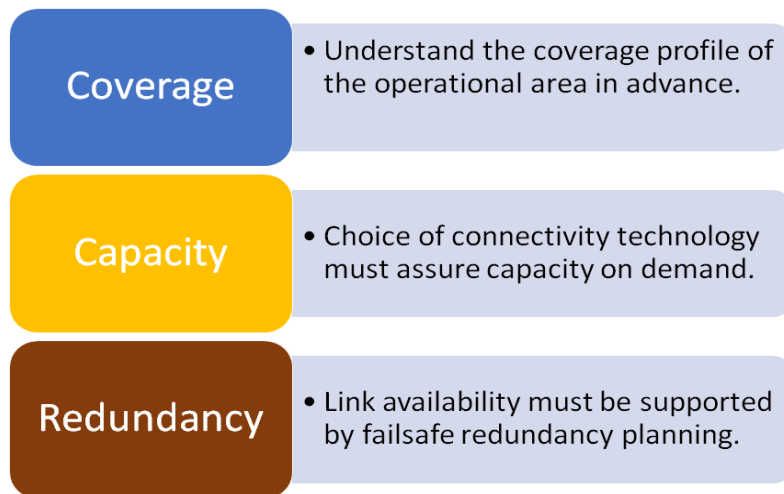 Coverage
• Understand the coverage profile of
the operational area in advance.
Capacity
• Choice of connectivity technology
must assure capacity on demand.
Redundancy
• Link availability must be supported
by failsafe redundancy planning.